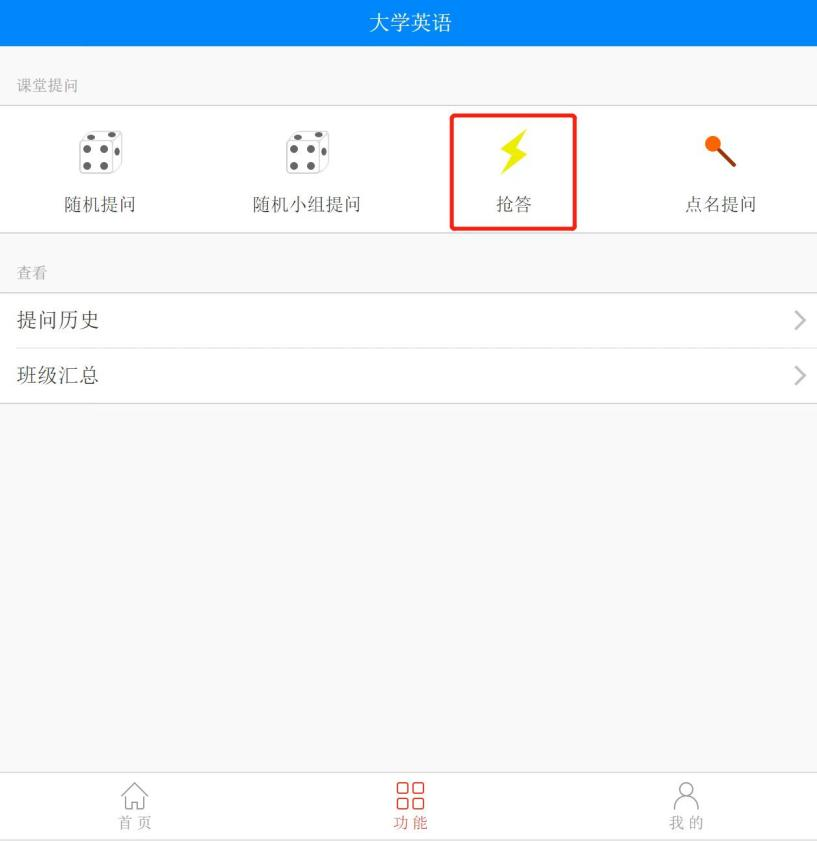 大学英语
课堂提问
随机提问 随机小组提问 抢答 点名提问
查看
提问历史
班级汇总
首页 功能 我的